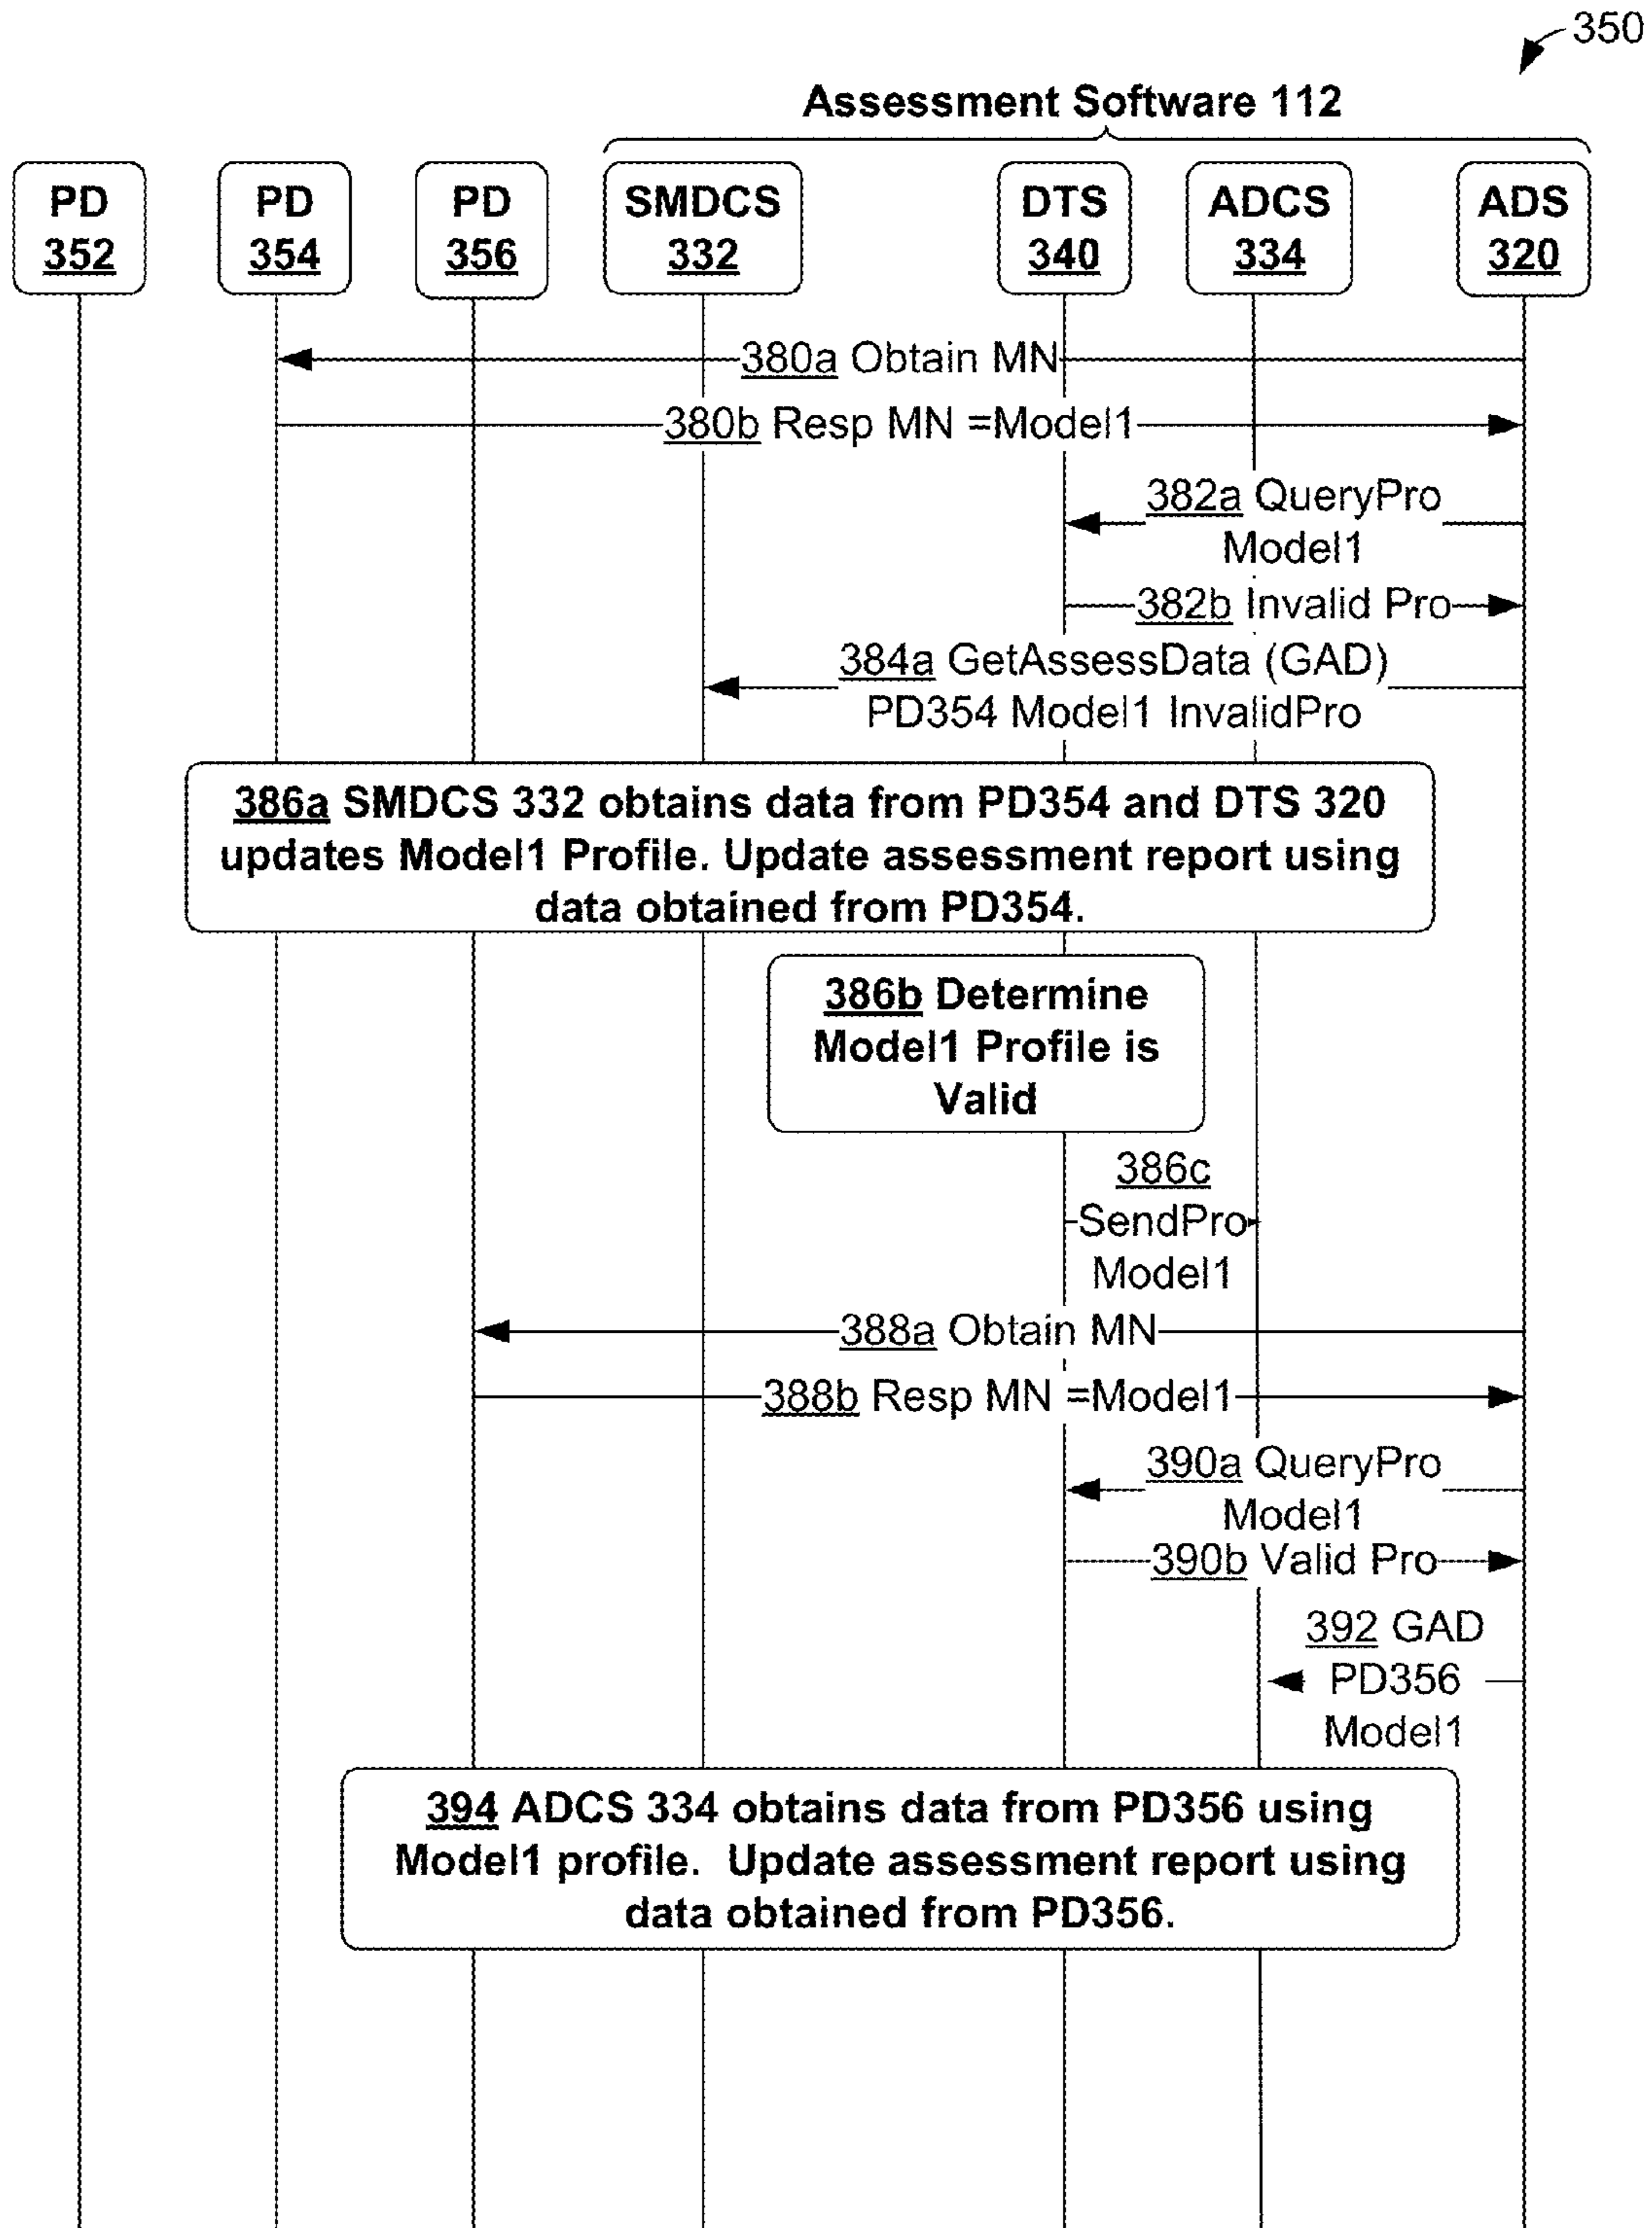 350
Assessment Software 112
PD
352
PD
354
PD
356
SMDCS
332
DTS
340
ADCS
334
ADS
320
380a Obtain MN
380b Resp MN =Model1
382a QueryPro
Model1
382b Invalid Pro
384a GetAssessData (GAD)
PD354 Model1 InvalidPro
386a SMDCS 332 obtains data from PD354 and DTS 320
updates Model1 Profile. Update assessment report using
data obtained from PD354.
386b Determine
Model1 Profile is
Valid
386c
SendPro
Model1
388a Obtain MN
388b Resp MN =Model1
390a QueryPro
Model1
390b Valid Pro
392 GAD
PD356
Model1
394 ADCS 334 obtains data from PD356 using
Model1 profile.  Update assessment report using
data obtained from PD356.